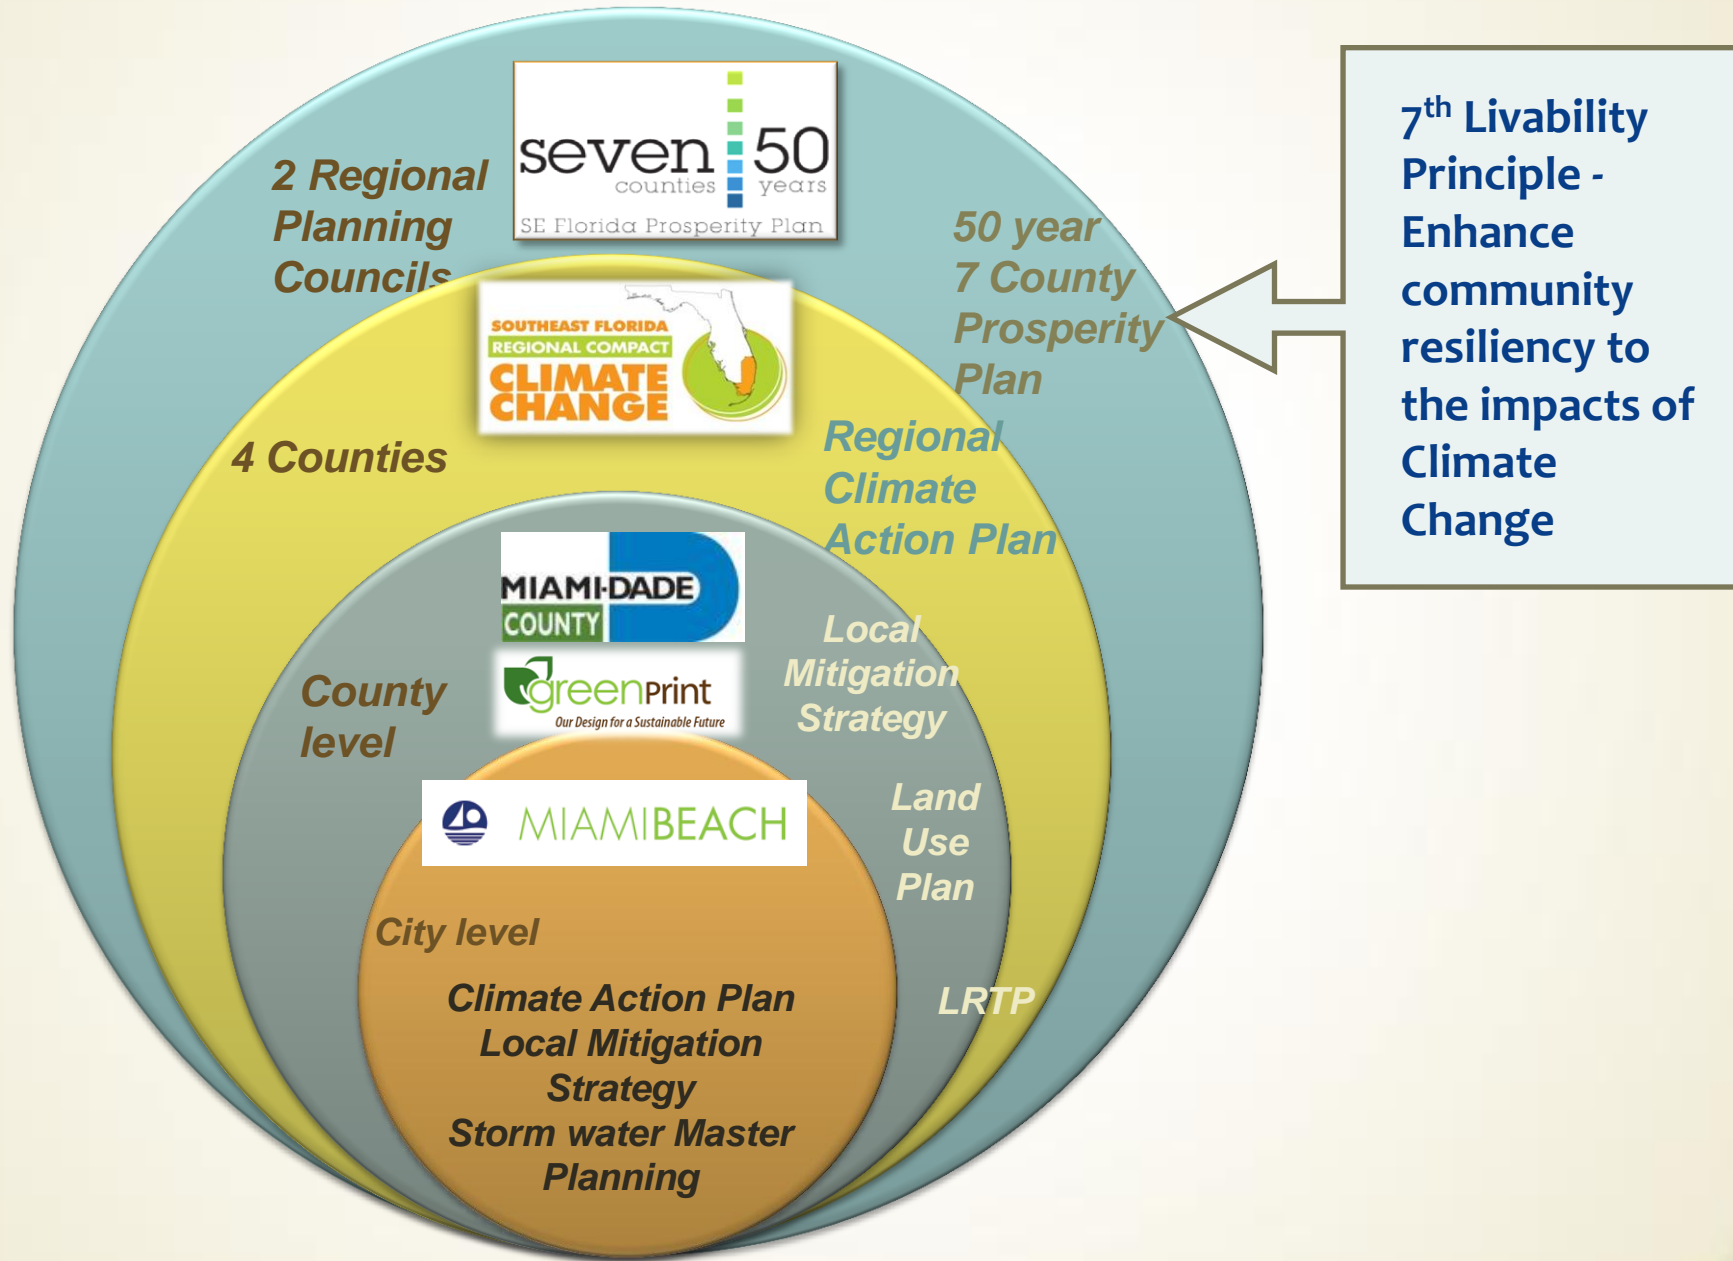 seven 50
counties years
SE Florida Prosperity Plan
2 Regional
Planning
Councils
50 year
7 County
Prosperity
Plan
7th Livability
Principle -
Enhance
community
resiliency to
the impacts of
Climate
Change
SOUTHEAST FLORIDA
REGIONAL COMPACT
CLIMATE
CHANGE
4 Counties
Regional
Climate
Action Plan
MIAMI-DADE
COUNTY
greenPrint
Our Design for a Sustainable Future
County
level
Local
Mitigation
Strategy
Land
Use
Plan
LRTP
MIAMIBEACH
City level
Climate Action Plan
Local Mitigation
Strategy
Storm water Master
Planning